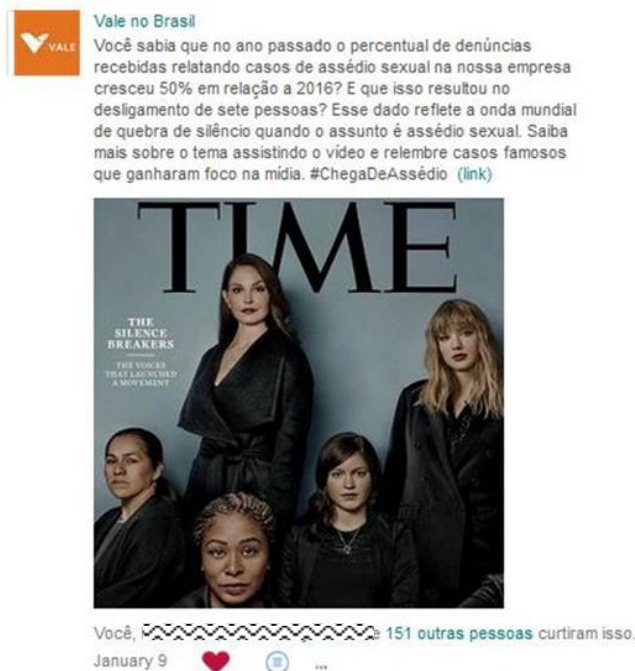 VALE
Vale no Brasil
Você sabia que no ano passado o percentual de denúncias
recebidas relatando casos de assédio sexual na nossa empresa
cresceu 50% em relação a 2016? E que isso resultou no
desligamento de sete pessoas? Esse dado reflete a onda mundial
de quebra de silêncio quando o assunto é assédio sexual. Saiba
mais sobre o tema assistindo o vídeo e relembre casos famosos
que ganharam foco na mídia. #ChegaDeAssédio (link)
TIME
THE
SILENCE
BREAKERS
THE VOICES
THAT LAUNCHED
A MOVEMENT
Você, e 151 outras pessoas curtiram isso.
January 9